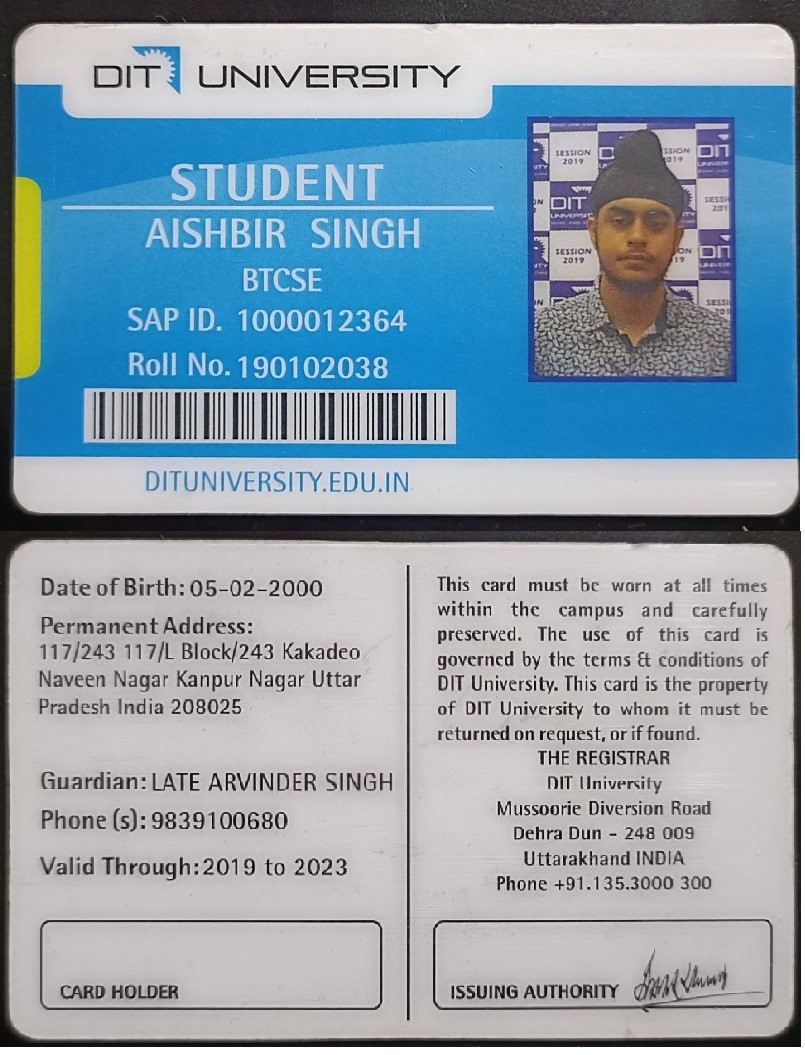 DIT UNIVERSITY
STUDENT
AISHBIR SINGH
BTCSE
SAP ID. 1000012364
Roll No. 190102038
DITUNIVERSITY.EDU.IN
SESSION
2019
DIT
SESSION
2019
Date of Birth: 05-02-2000
Permanent Address:
117/243 117/L Block/243 Kakadeo
Naveen Nagar Kanpur Nagar Uttar
Pradesh India 208025
Guardian: LATE ARVINDER SINGH
Phone (s): 9839100680
Valid Through: 2019 to 2023
CARD HOLDER
This card must be worn at all times
within the campus and carefully
preserved. The use of this card is
governed by the terms & conditions of
DIT University. This card is the property
of DIT University to whom it must be
returned on request, or if found.
THE REGISTRAR
DIT University
Mussoorie Diversion Road
Dehra Dun - 248 009
Uttarakhand INDIA
Phone +91.135.3000 300
ISSUING AUTHORITY